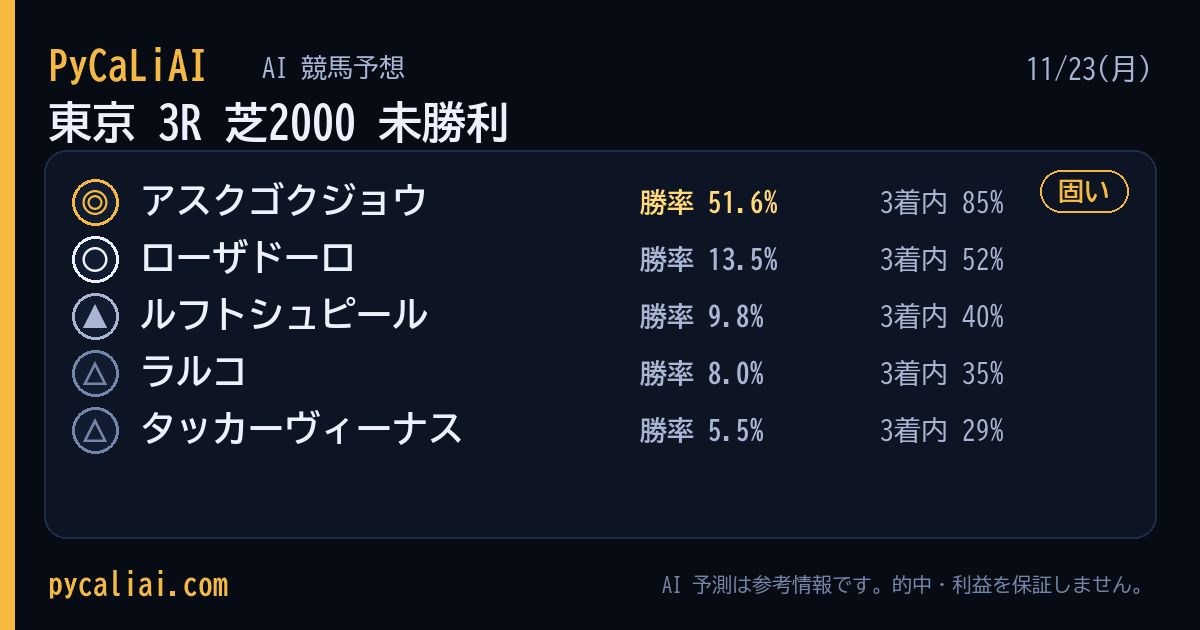 PyCaLiAI AI 競馬予想 11/23(月)
東京 3R 芝2000 未勝利
◎ アスクゴクジョウ 勝率 51.6% 3着内 85% 固い
○ ローザドーロ 勝率 13.5% 3着内 52%
▲ ルフトシュピール 勝率 9.8% 3着内 40%
△ ラルコ 勝率 8.0% 3着内 35%
△ タッカーヴィーナス 勝率 5.5% 3着内 29%
pycaliai.com AI 予測は参考情報です。的中・利益を保証しません。